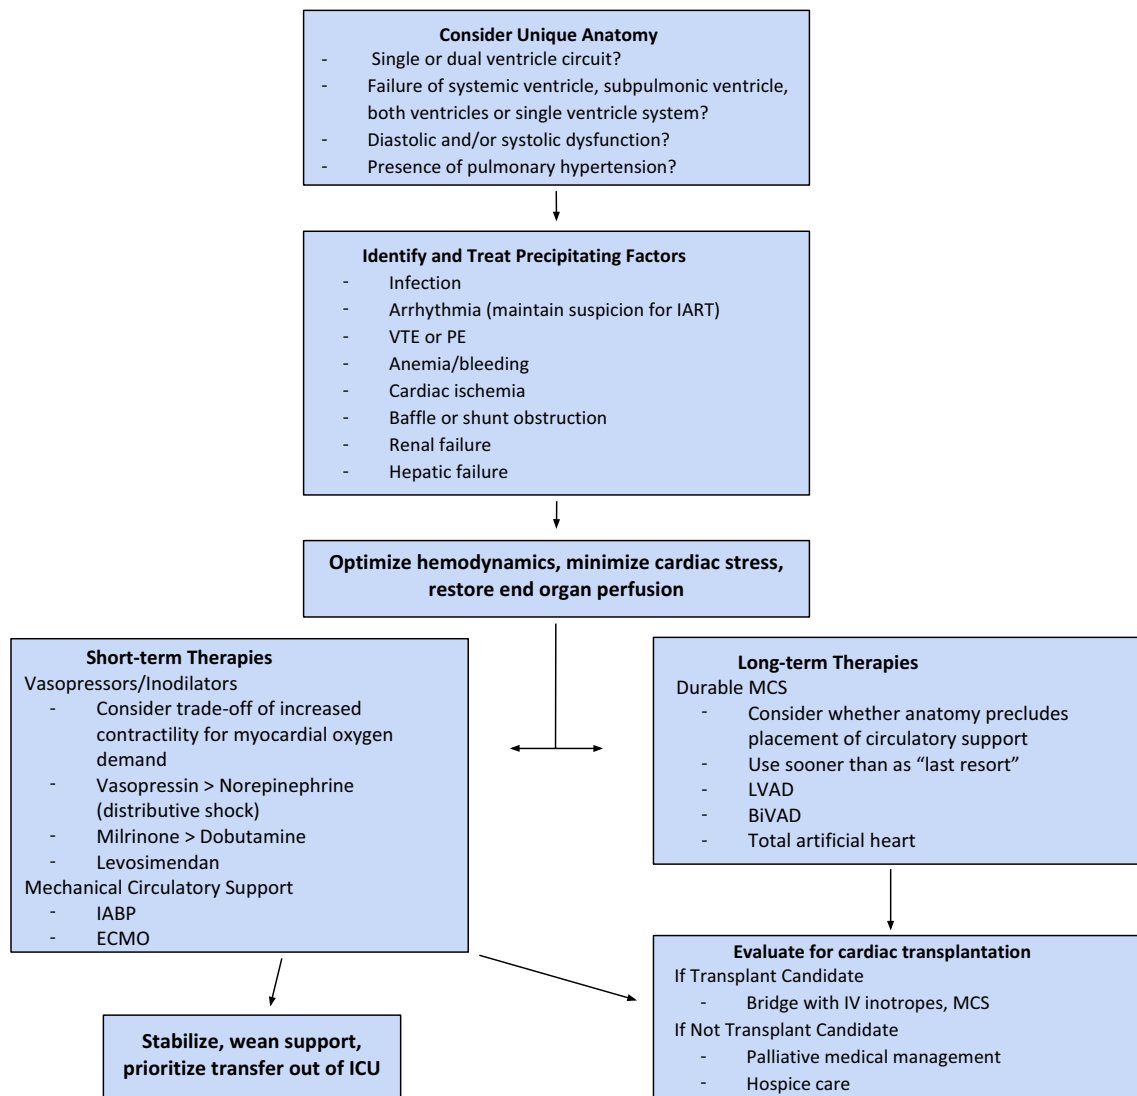 Consider Unique Anatomy
- Single or dual ventricle circuit?
- Failure of systemic ventricle, subpulmonic ventricle,
both ventricles or single ventricle system?
- Diastolic and/or systolic dysfunction?
- Presence of pulmonary hypertension?
Identify and Treat Precipitating Factors
- Infection
- Arrhythmia (maintain suspicion for IART)
- VTE or PE
- Anemia/bleeding
- Cardiac ischemia
- Baffle or shunt obstruction
- Renal failure
- Hepatic failure
Optimize hemodynamics, minimize cardiac stress,
restore end organ perfusion
Short-term Therapies
Vasopressors/Inodilators
- Consider trade-off of increased
contractility for myocardial oxygen
demand
- Vasopressin > Norepinephrine
(distributive shock)
- Milrinone > Dobutamine
- Levosimendan
Mechanical Circulatory Support
- IABP
- ECMO
Long-term Therapies
Durable MCS
- Consider whether anatomy precludes
placement of circulatory support
- Use sooner than as “last resort”
- LVAD
- BiVAD
- Total artificial heart
Stabilize, wean support,
prioritize transfer out of ICU
Evaluate for cardiac transplantation
If Transplant Candidate
- Bridge with IV inotropes, MCS
If Not Transplant Candidate
- Palliative medical management
- Hospice care